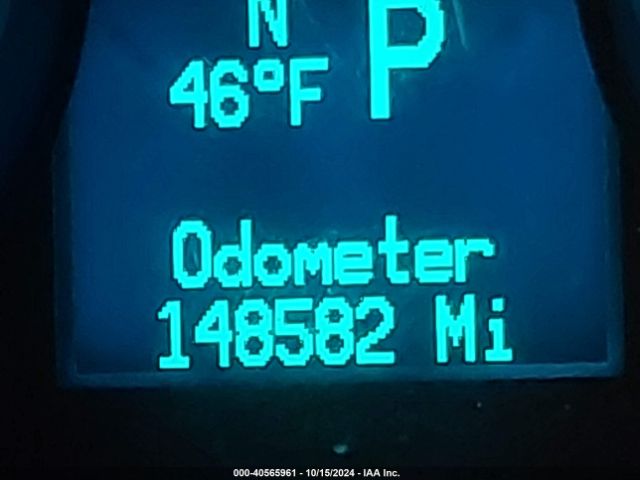 N
46°F P
Odometer
148582 Mi
000-40565961 - 10/15/2024 - IAA Inc.